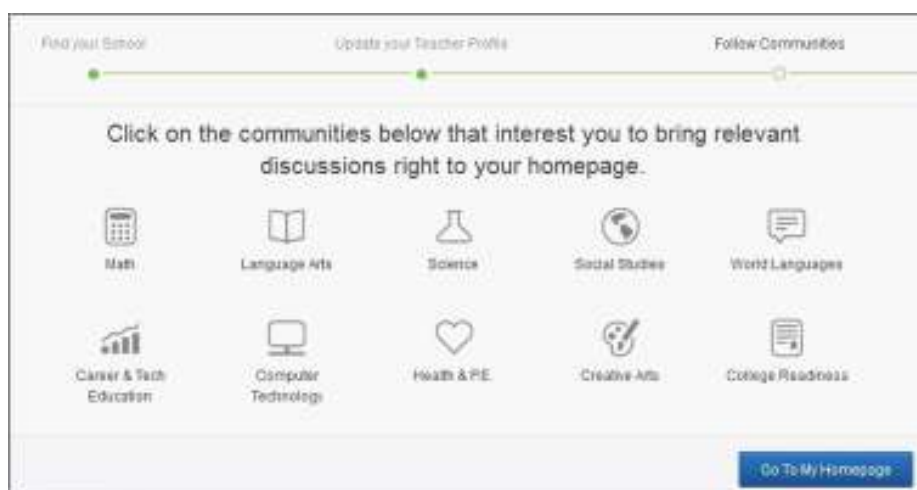 Find your School
Update your Teacher Profile
Follow Communities
Click on the communities below that interest you to bring relevant
discussions right to your homepage.
Math
Language Arts
Science
Social Studies
World Languages
Career & Tech
Education
Computer
Technology
Health & P.E.
Creative Arts
College Readiness
Go To My Homepage